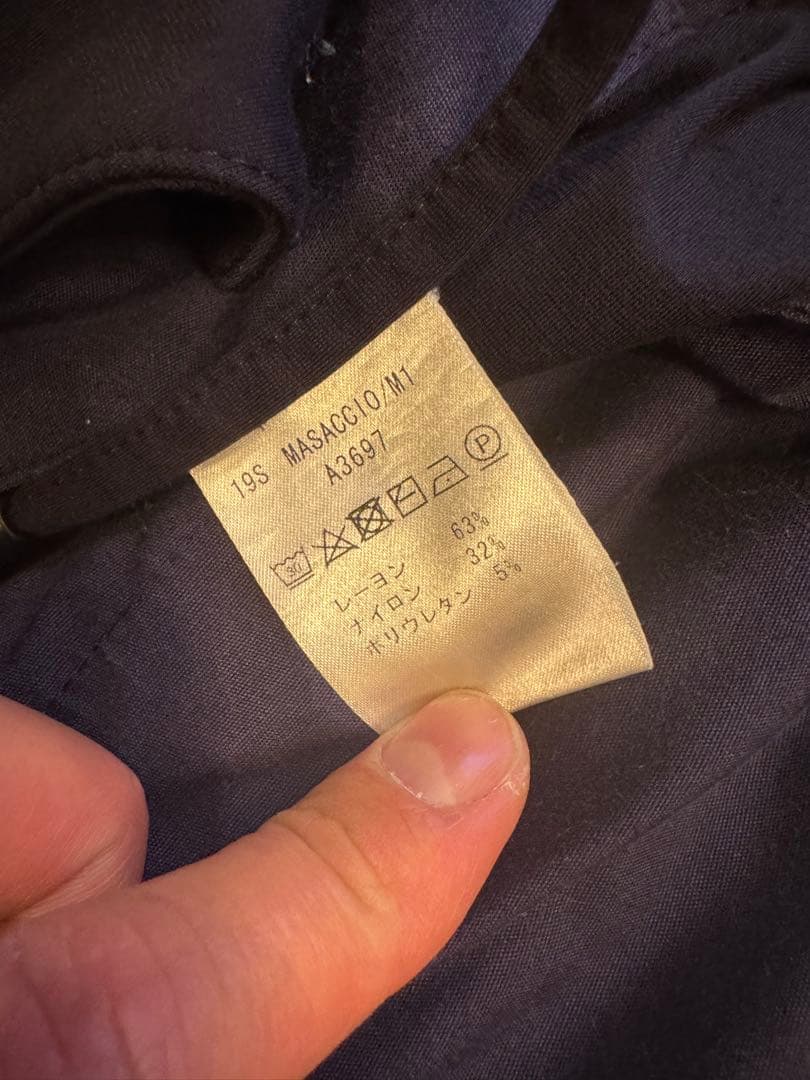 19S MASACCIO/M1
A3697
30 P
レーヨン 63%
ナイロン 32%
ポリウレタン 5%